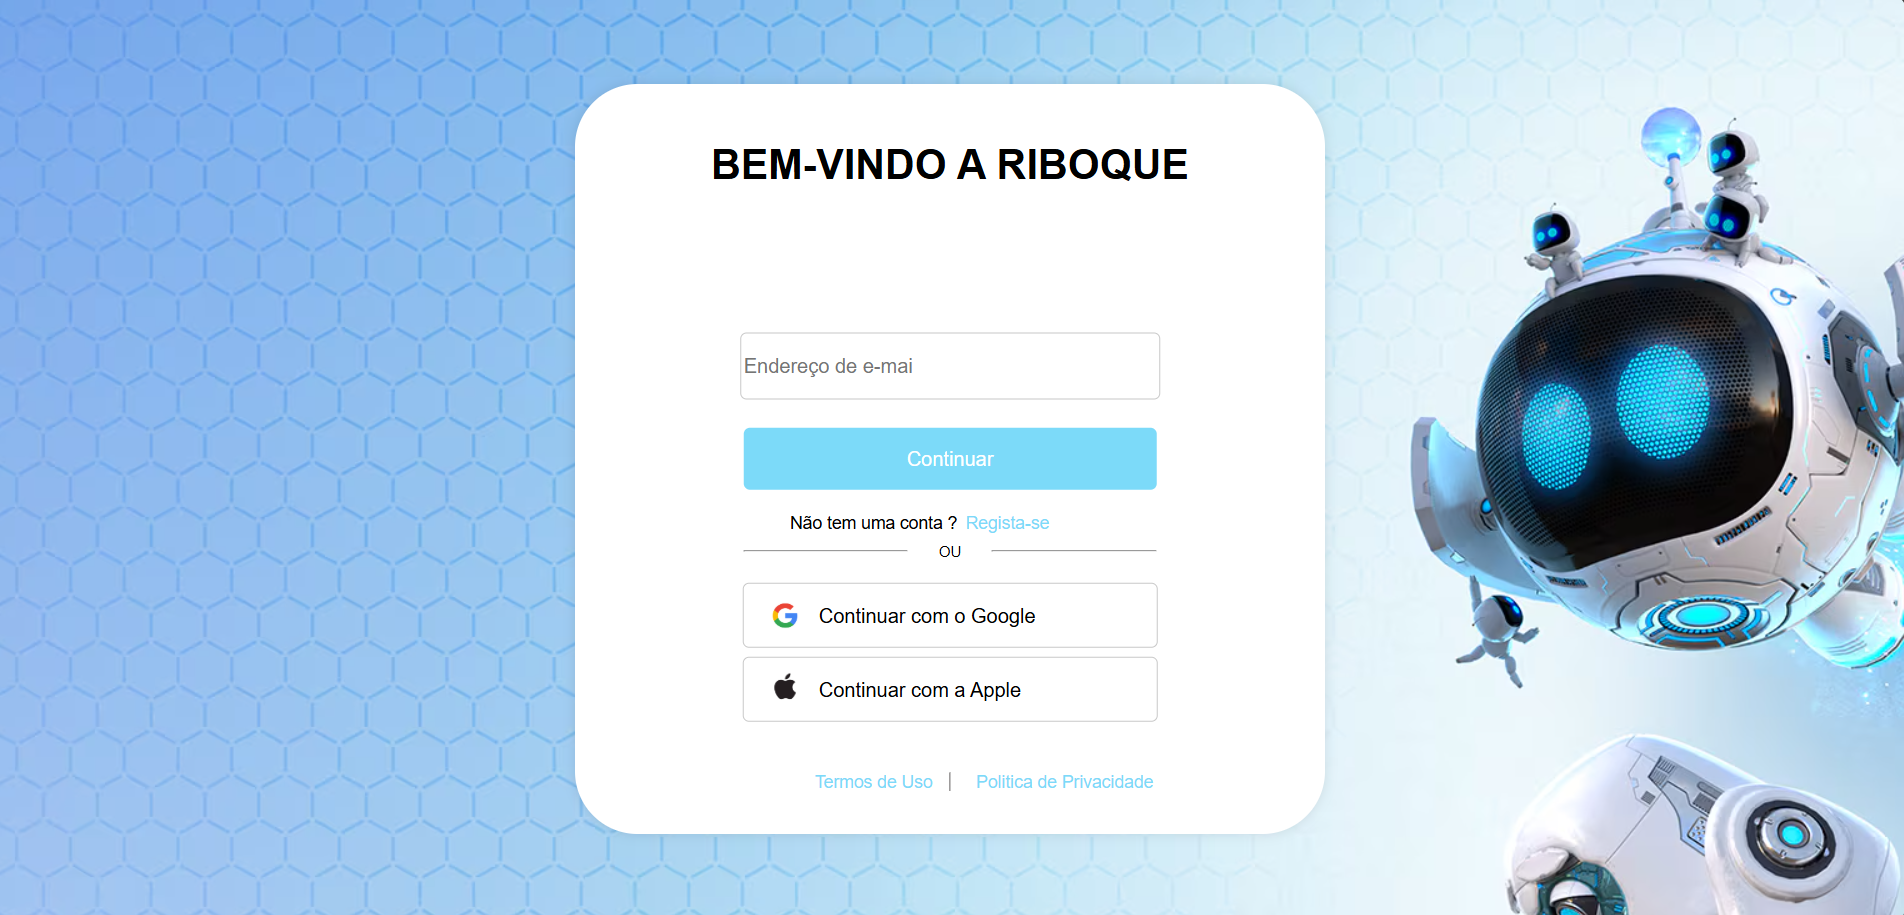 BEM-VINDO A RIBOQUE
Endereço de e-mai
Continuar
Não tem uma conta ? Regista-se
OU
Continuar com o Google
Continuar com a Apple
Termos de Uso | Politica de Privacidade